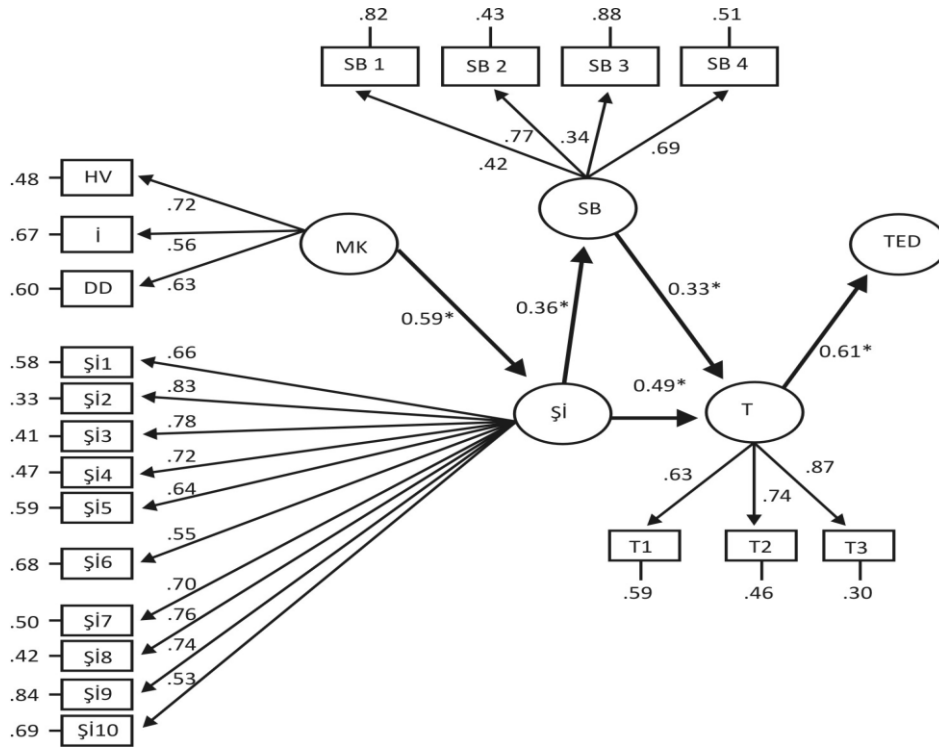 .82 .43 .88 .51
SB 1 SB 2 SB 3 SB 4
.42 .77 .34 .69
SB
.48 HV .72
.67 İ .56
.60 DD .63
MK
TED
0.59* 0.36* 0.33* 0.61*
.58 Şİ1 .66
.33 Şİ2 .83
.41 Şİ3 .78
.47 Şİ4 .72
.59 Şİ5 .64
.68 Şİ6 .55
.50 Şİ7 .70
.42 Şİ8 .76
.84 Şİ9 .74
.69 Şİ10 .53
Şİ 0.49* T
.63 .74 .87
T1 T2 T3
.59 .46 .30